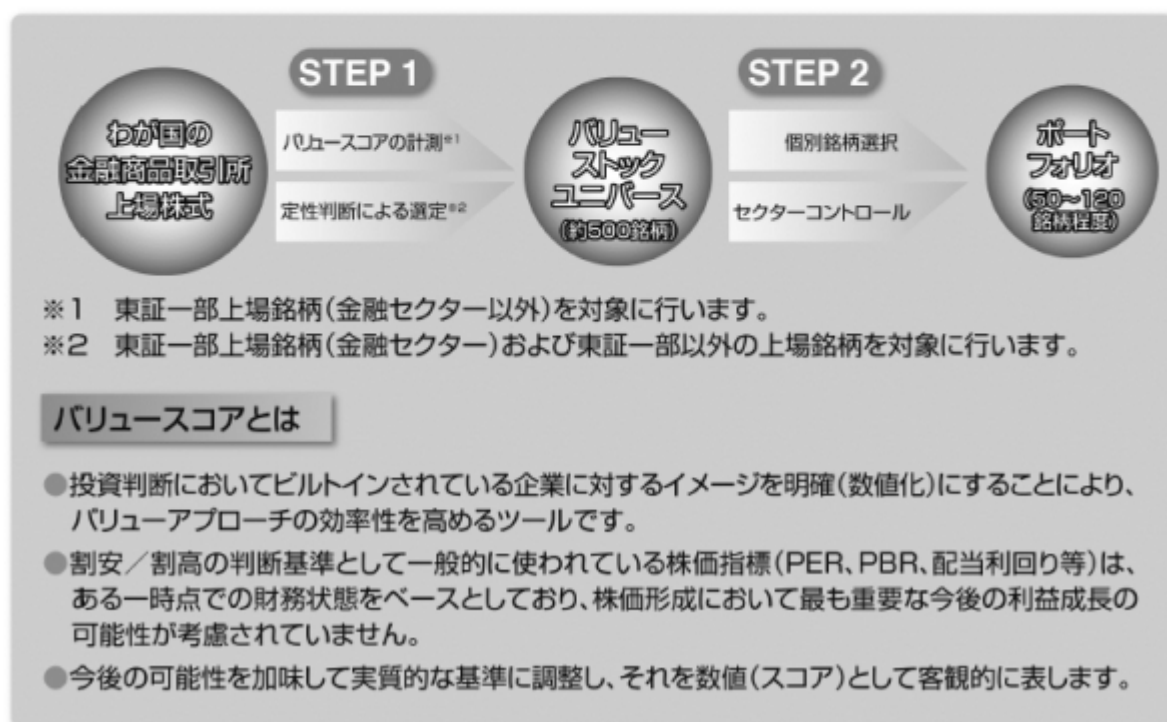 STEP 1
STEP 2
わが国の
金融商品取引所
上場株式
バリュースコアの計測※1
定性判断による選定※2
バリュー
ストック
ユニバース
(約500銘柄)
個別銘柄選択
セクターコントロール
ポート
フォリオ
(50〜120
銘柄程度)
※1 東証一部上場銘柄(金融セクター以外)を対象に行います。
※2 東証一部上場銘柄(金融セクター)および東証一部以外の上場銘柄を対象に行います。
バリュースコアとは
●投資判断においてビルトインされている企業に対するイメージを明確(数値化)にすることにより、
バリューアプローチの効率性を高めるツールです。
●割安／割高の判断基準として一般的に使われている株価指標(PER、PBR、配当利回り等)は、
ある一時点での財務状態をベースとしており、株価形成において最も重要な今後の利益成長の
可能性が考慮されていません。
●今後の可能性を加味して実質的な基準に調整し、それを数値(スコア)として客観的に表します。